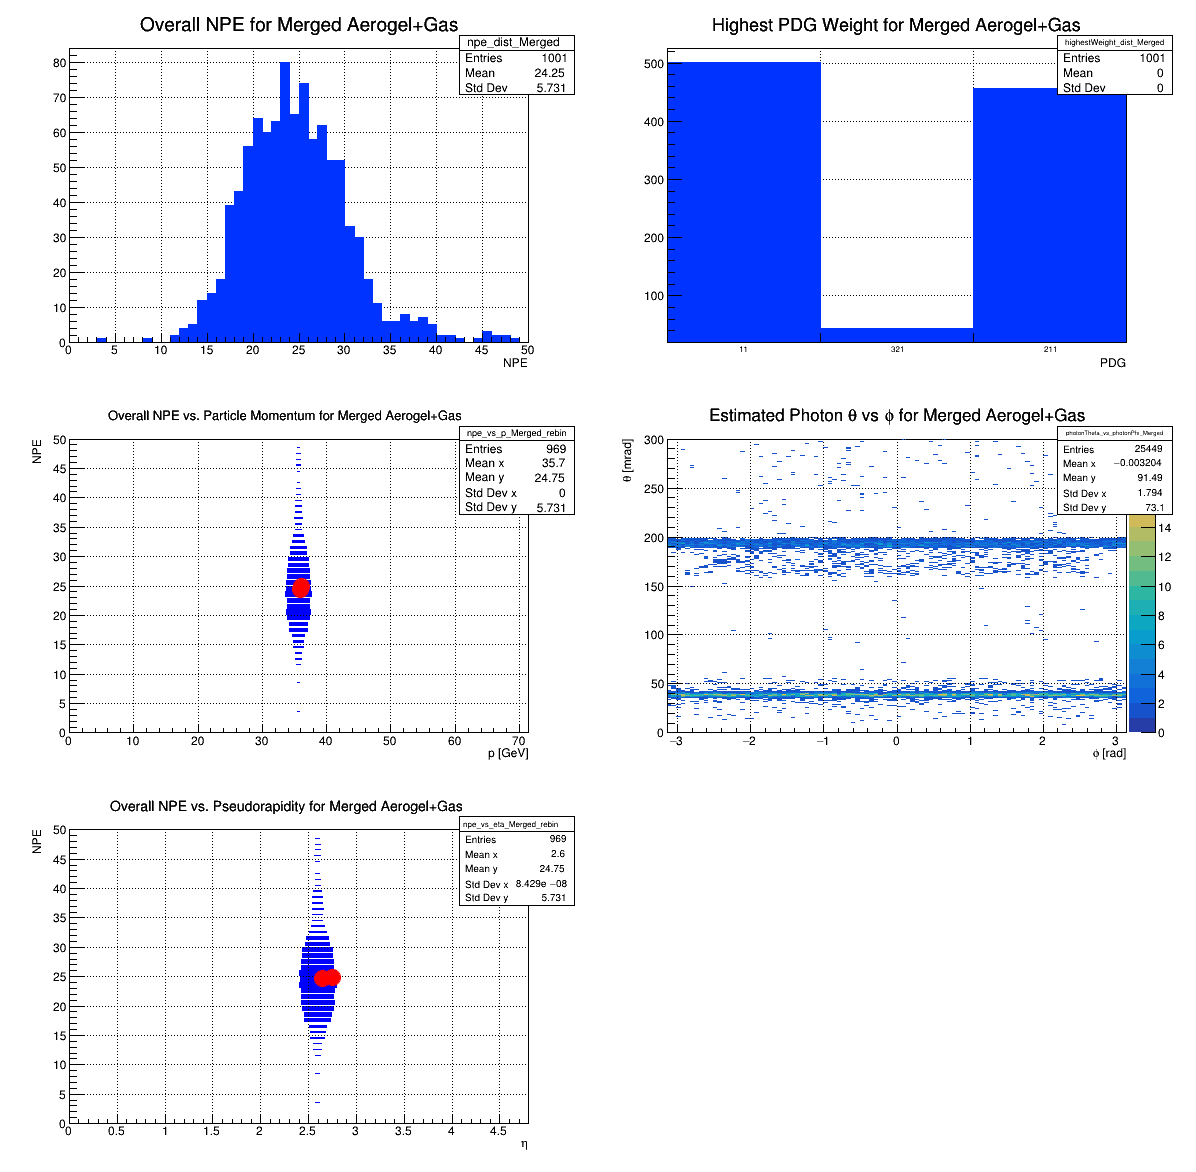 Overall NPE for Merged Aerogel+Gas
npe_dist_Merged
Entries 1001
Mean 24.25
Std Dev 5.731
80
70
60
50
40
30
20
10
0
0 5 10 15 20 25 30 35 40 45 50
NPE
Highest PDG Weight for Merged Aerogel+Gas
highestWeight_dist_Merged
Entries 1001
Mean 0
Std Dev 0
500
400
300
200
100
11 321 211
PDG
Overall NPE vs. Particle Momentum for Merged Aerogel+Gas
npe_vs_p_Merged_rebin
Entries 969
Mean x 35.7
Mean y 24.75
Std Dev x 0
Std Dev y 5.731
NPE
50
45
40
35
30
25
20
15
10
5
0
0 10 20 30 40 50 60 70
p [GeV]
Estimated Photon θ vs ϕ for Merged Aerogel+Gas
photonTheta_vs_photonPhi_Merged
Entries 25449
Mean x −0.003204
Mean y 91.49
Std Dev x 1.794
Std Dev y 73.1
θ [mrad]
300
250
200
150
100
50
0
−3 −2 −1 0 1 2 3
ϕ [rad]
14
12
10
8
6
4
2
0
Overall NPE vs. Pseudorapidity for Merged Aerogel+Gas
npe_vs_eta_Merged_rebin
Entries 969
Mean x 2.6
Mean y 24.75
Std Dev x 8.429e −08
Std Dev y 5.731
NPE
50
45
40
35
30
25
20
15
10
5
0
0 0.5 1 1.5 2 2.5 3 3.5 4 4.5
η